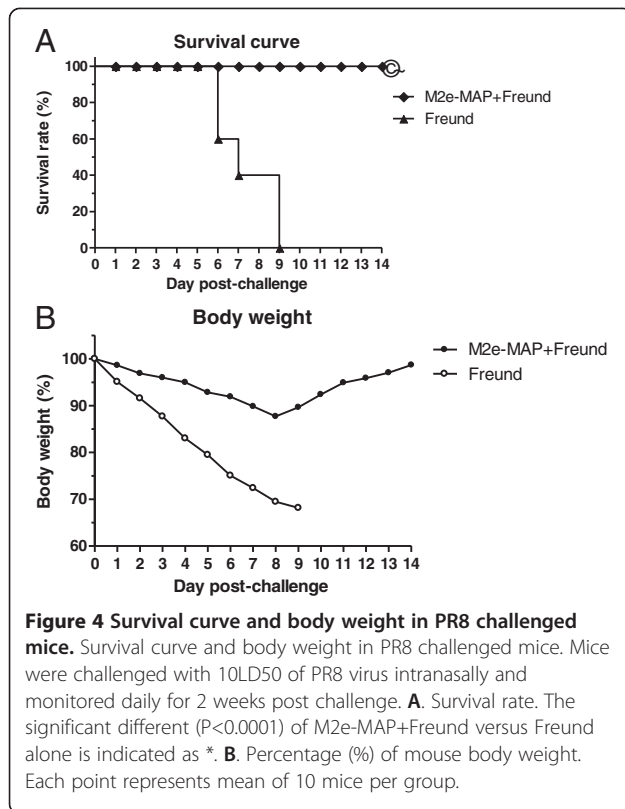 A
Survival curve
Survival rate (%)
100
80
60
40
20
0
0 1 2 3 4 5 6 7 8 9 10 11 12 13 14
Day post-challenge
M2e-MAP+Freund
Freund
B
Body weight
Body weight (%)
100
90
80
70
60
0 1 2 3 4 5 6 7 8 9 10 11 12 13 14
Day post-challenge
M2e-MAP+Freund
Freund
Figure 4 Survival curve and body weight in PR8 challenged
mice. Survival curve and body weight in PR8 challenged mice. Mice
were challenged with 10LD50 of PR8 virus intranasally and
monitored daily for 2 weeks post challenge. A. Survival rate. The
significant different (P<0.0001) of M2e-MAP+Freund versus Freund
alone is indicated as *. B. Percentage (%) of mouse body weight.
Each point represents mean of 10 mice per group.